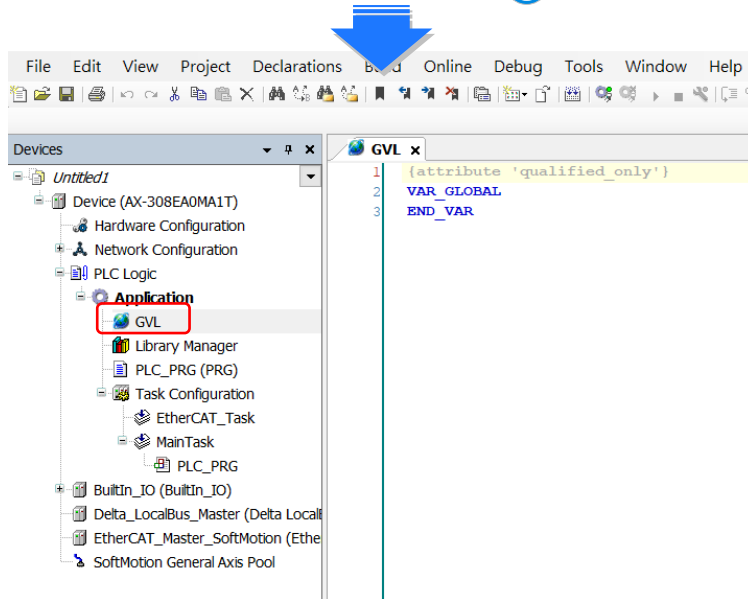 File Edit View Project Declarations Build Online Debug Tools Window Help
Devices
GVL
Untitled1
Device (AX-308EA0MA1T)
Hardware Configuration
Network Configuration
PLC Logic
Application
GVL
Library Manager
PLC_PRG (PRG)
Task Configuration
EtherCAT_Task
MainTask
PLC_PRG
BuiltIn_IO (BuiltIn_IO)
Delta_LocalBus_Master (Delta Local
EtherCAT_Master_SoftMotion (Ethe
SoftMotion General Axis Pool
1 {attribute 'qualified_only'}
2 VAR_GLOBAL
3 END_VAR